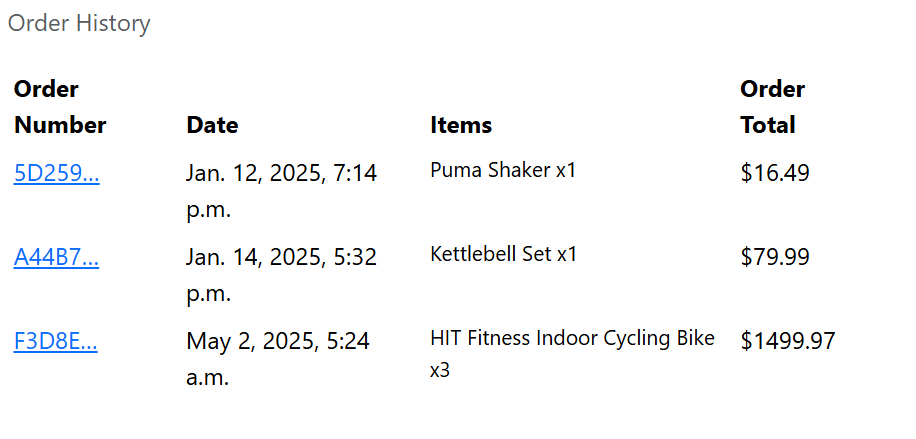 Order History
Order
Number
Date
Items
Order
Total
5D259...
Jan. 12, 2025, 7:14
p.m.
Puma Shaker x1
$16.49
A44B7...
Jan. 14, 2025, 5:32
p.m.
Kettlebell Set x1
$79.99
F3D8E...
May 2, 2025, 5:24
a.m.
HIT Fitness Indoor Cycling Bike
x3
$1499.97